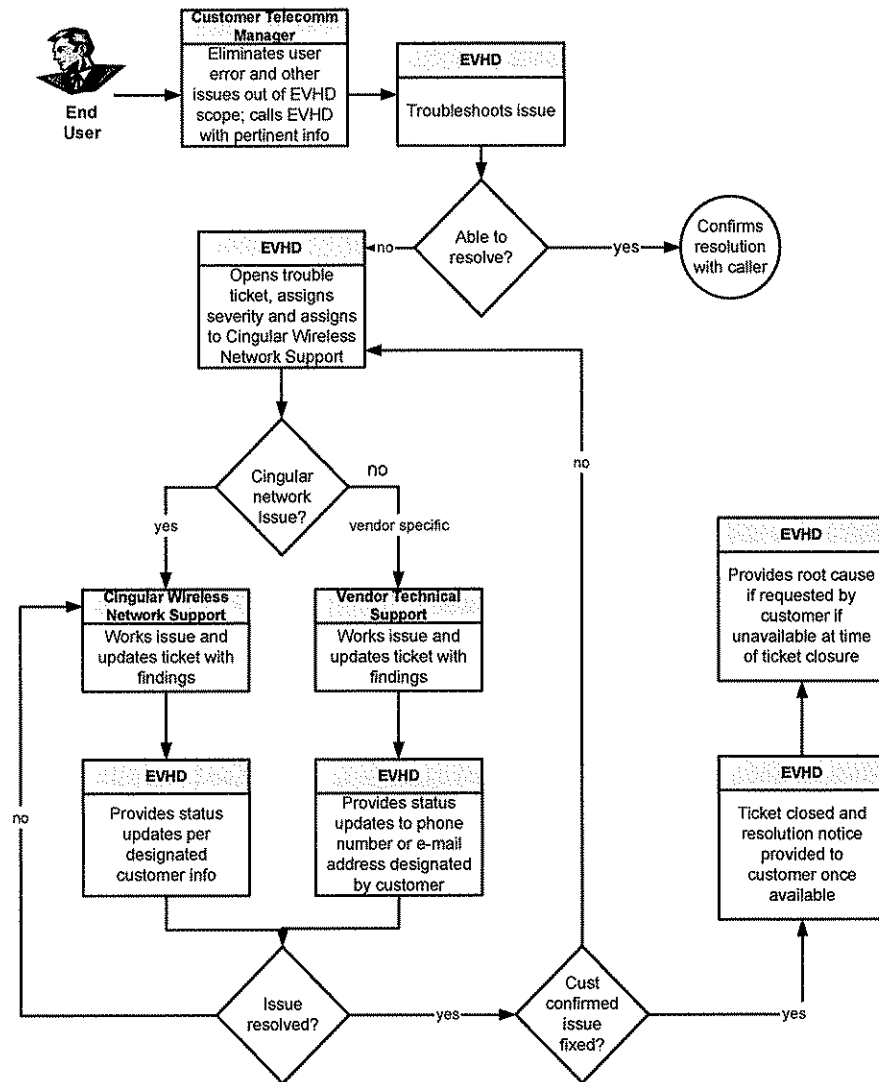 Customer Telecomm
Manager
Eliminates user
error and other
issues out of EVHD
scope; calls EVHD
with pertinent info
End
User
EVHD
Troubleshoots issue
Able to
resolve?
yes
Confirms
resolution
with caller
no
EVHD
Opens trouble
ticket, assigns
severity and assigns
to Cingular Wireless
Network Support
Cingular
network
Issue?
no
yes
vendor specific
no
Cingular Wireless
Network Support
Works issue and
updates ticket with
findings
Vendor Technical
Support
Works issue and
updates ticket with
findings
EVHD
Provides root cause
if requested by
customer if
unavailable at time
of ticket closure
no
EVHD
Provides status
updates per
designated
customer info
EVHD
Provides status
updates to phone
number or e-mail
address designated
by customer
EVHD
Ticket closed and
resolution notice
provided to
customer once
available
Issue
resolved?
yes
Cust
confirmed
issue
fixed?
yes